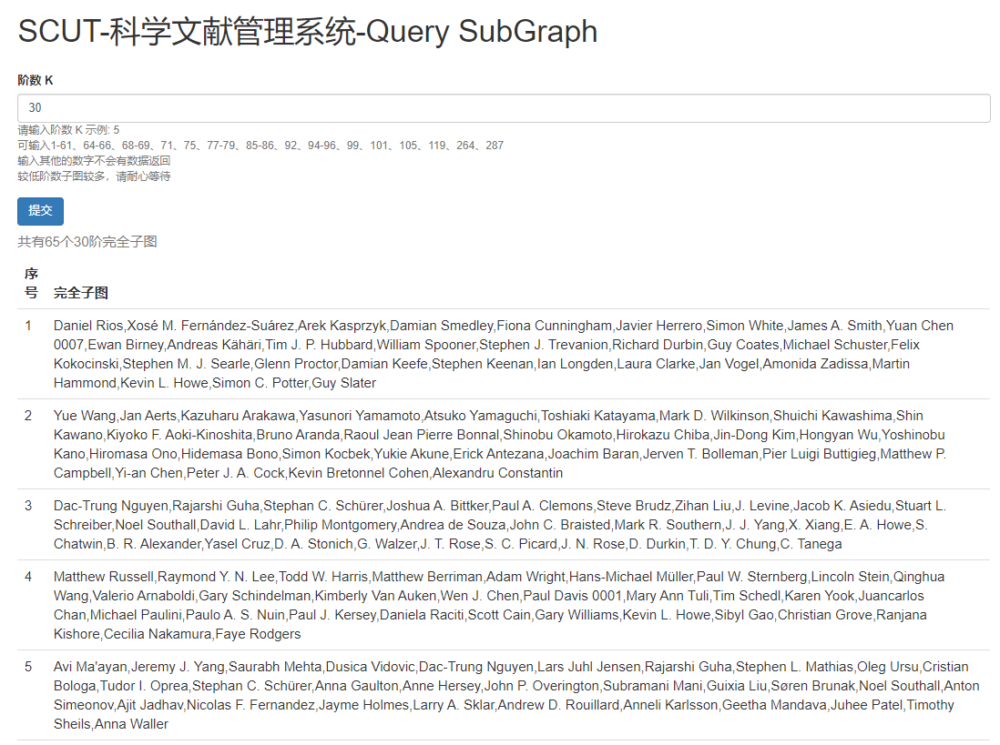 SCUT-科学文献管理系统-Query SubGraph
阶数 K
30
请输入阶数 K 示例: 5
可输入1-61、64-66、68-69、71、75、77-79、85-86、92、94-96、99、101、105、119、264、287
输入其他的数字不会有数据返回
较低阶数子图较多，请耐心等待
提交
共有65个30阶完全子图
序
号 完全子图
1 Daniel Rios,Xosé M. Fernández-Suárez,Arek Kasprzyk,Damian Smedley,Fiona Cunningham,Javier Herrero,Simon White,James A. Smith,Yuan Chen
0007,Ewan Birney,Andreas Kähäri,Tim J. P. Hubbard,William Spooner,Stephen J. Trevanion,Richard Durbin,Guy Coates,Michael Schuster,Felix
Kokocinski,Stephen M. J. Searle,Glenn Proctor,Damian Keefe,Stephen Keenan,Ian Longden,Laura Clarke,Jan Vogel,Amonida Zadissa,Martin
Hammond,Kevin L. Howe,Simon C. Potter,Guy Slater
2 Yue Wang,Jan Aerts,Kazuharu Arakawa,Yasunori Yamamoto,Atsuko Yamaguchi,Toshiaki Katayama,Mark D. Wilkinson,Shuichi Kawashima,Shin
Kawano,Kiyoko F. Aoki-Kinoshita,Bruno Aranda,Raoul Jean Pierre Bonnal,Shinobu Okamoto,Hirokazu Chiba,Jin-Dong Kim,Hongyan Wu,Yoshinobu
Kano,Hiromasa Ono,Hidemasa Bono,Simon Kocbek,Yukie Akune,Erick Antezana,Joachim Baran,Jerven T. Bolleman,Pier Luigi Buttigieg,Matthew P.
Campbell,Yi-an Chen,Peter J. A. Cock,Kevin Bretonnel Cohen,Alexandru Constantin
3 Dac-Trung Nguyen,Rajarshi Guha,Stephan C. Schürer,Joshua A. Bittker,Paul A. Clemons,Steve Brudz,Zihan Liu,J. Levine,Jacob K. Asiedu,Stuart L.
Schreiber,Noel Southall,David L. Lahr,Philip Montgomery,Andrea de Souza,John C. Braisted,Mark R. Southern,J. J. Yang,X. Xiang,E. A. Howe,S.
Chatwin,B. R. Alexander,Yasel Cruz,D. A. Stonich,G. Walzer,J. T. Rose,S. C. Picard,J. N. Rose,D. Durkin,T. D. Y. Chung,C. Tanega
4 Matthew Russell,Raymond Y. N. Lee,Todd W. Harris,Matthew Berriman,Adam Wright,Hans-Michael Müller,Paul W. Sternberg,Lincoln Stein,Qinghua
Wang,Valerio Arnaboldi,Gary Schindelman,Kimberly Van Auken,Wen J. Chen,Paul Davis 0001,Mary Ann Tuli,Tim Schedl,Karen Yook,Juancarlos
Chan,Michael Paulini,Paulo A. S. Nuin,Paul J. Kersey,Daniela Raciti,Scott Cain,Gary Williams,Kevin L. Howe,Sibyl Gao,Christian Grove,Ranjana
Kishore,Cecilia Nakamura,Faye Rodgers
5 Avi Ma'ayan,Jeremy J. Yang,Saurabh Mehta,Dusica Vidovic,Dac-Trung Nguyen,Lars Juhl Jensen,Rajarshi Guha,Stephen L. Mathias,Oleg Ursu,Cristian
Bologa,Tudor I. Oprea,Stephan C. Schürer,Anna Gaulton,Anne Hersey,John P. Overington,Subramani Mani,Guixia Liu,Søren Brunak,Noel Southall,Anton
Simeonov,Ajit Jadhav,Nicolas F. Fernandez,Jayme Holmes,Larry A. Sklar,Andrew D. Rouillard,Anneli Karlsson,Geetha Mandava,Juhee Patel,Timothy
Sheils,Anna Waller